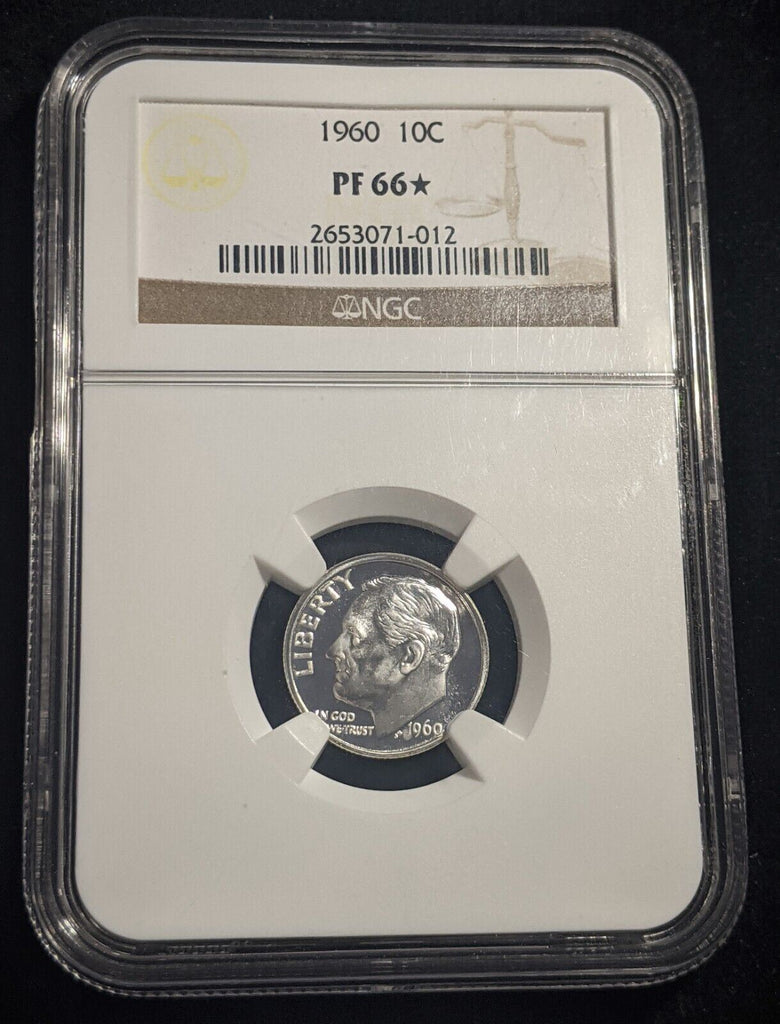 1960 10C
PF 66★
2653071-012
NGC
LIBERTY
IN GOD
WE TRUST
1960